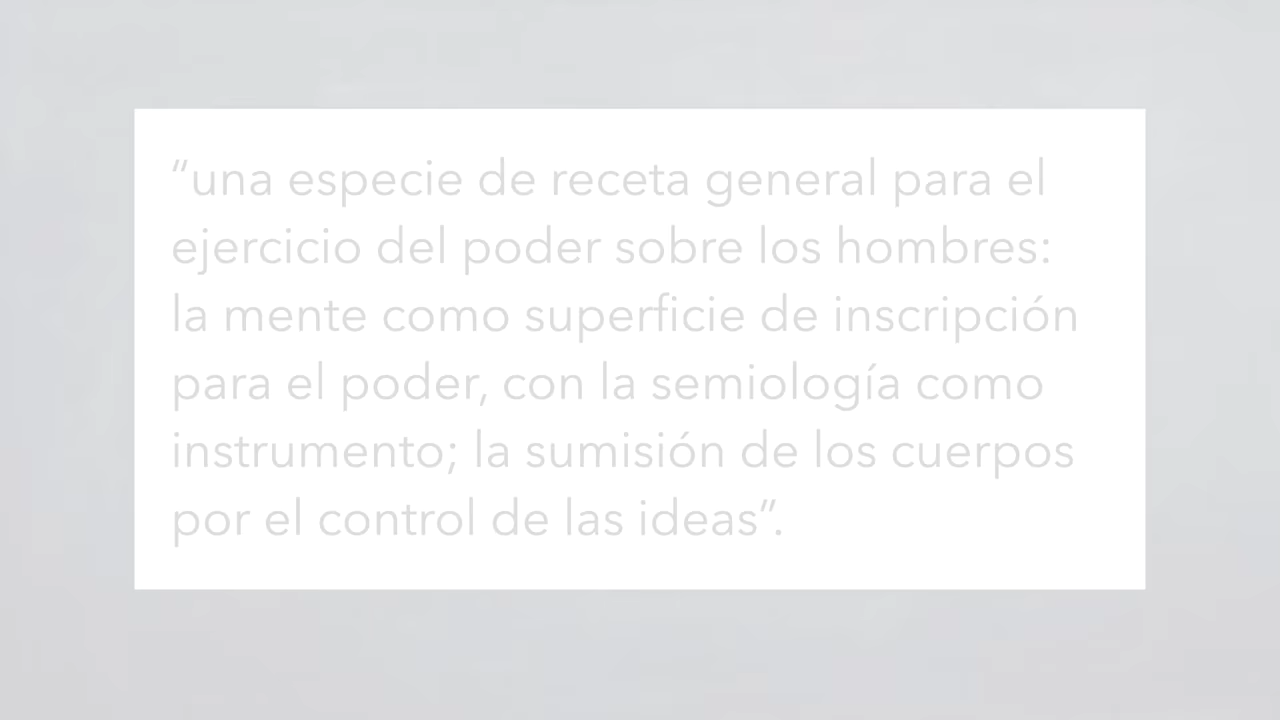 “una especie de receta general para el
ejercicio del poder sobre los hombres:
la mente como superficie de inscripción
para el poder, con la semiología como
instrumento; la sumisión de los cuerpos
por el control de las ideas”.